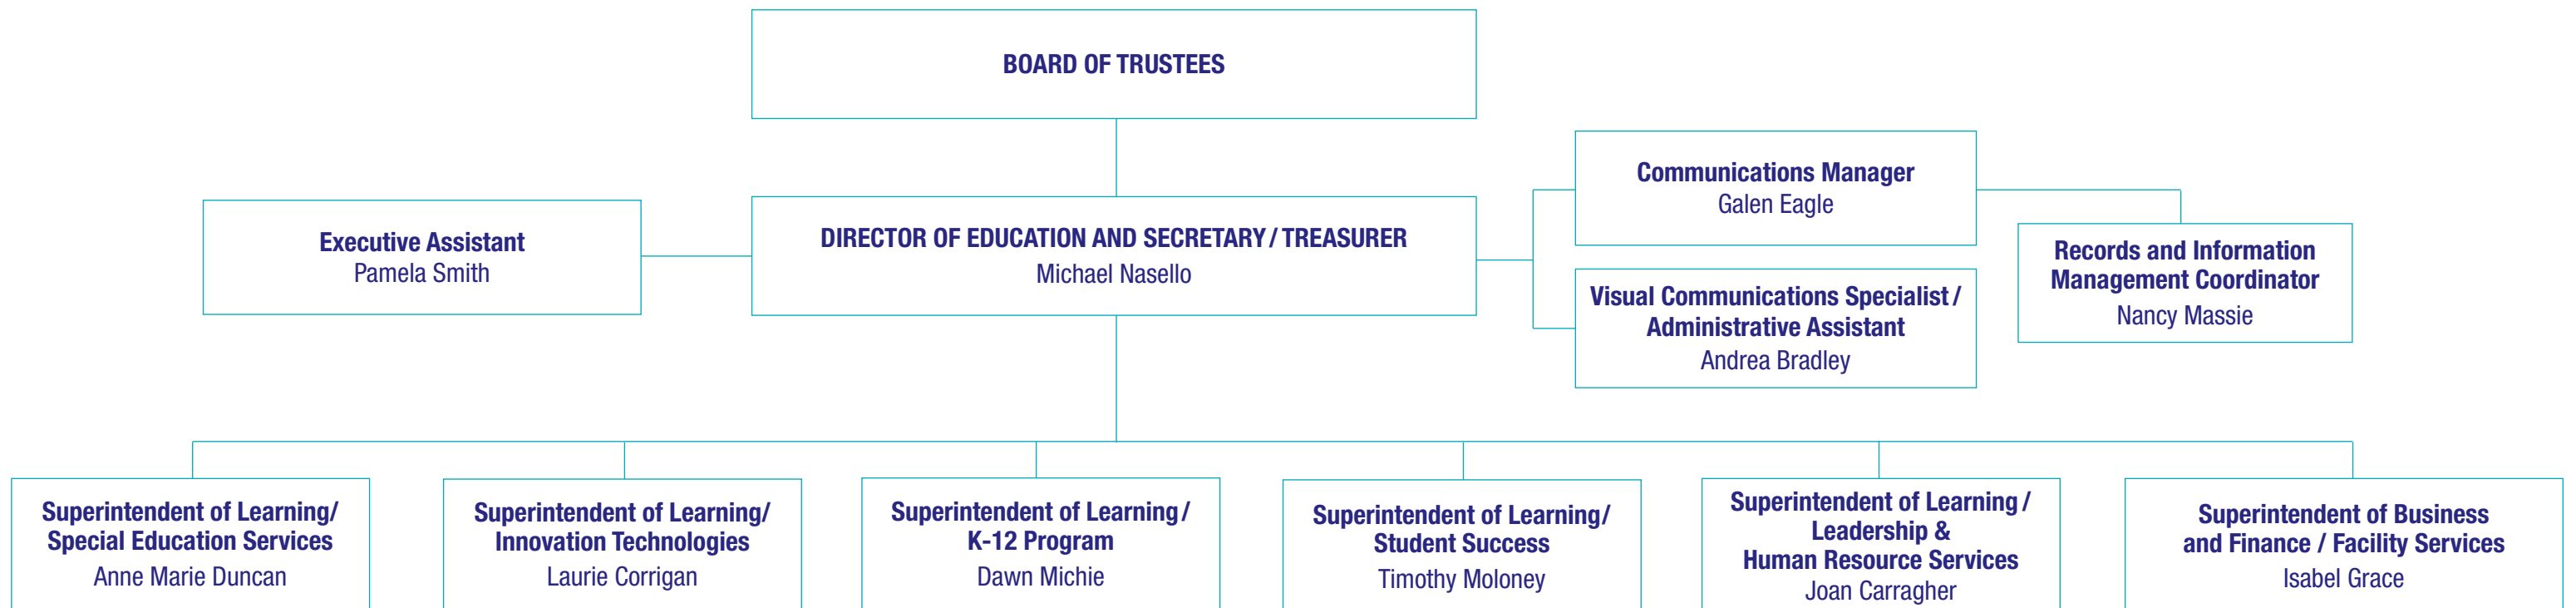 BOARD OF TRUSTEES
Communications Manager
Galen Eagle
Executive Assistant
Pamela Smith
DIRECTOR OF EDUCATION AND SECRETARY / TREASURER
Michael Nasello
Records and Information
Management Coordinator
Nancy Massie
Visual Communications Specialist /
Administrative Assistant
Andrea Bradley
Superintendent of Learning/
Special Education Services
Anne Marie Duncan
Superintendent of Learning/
Innovation Technologies
Laurie Corrigan
Superintendent of Learning /
K-12 Program
Dawn Michie
Superintendent of Learning/
Student Success
Timothy Moloney
Superintendent of Learning /
Leadership &
Human Resource Services
Joan Carragher
Superintendent of Business
and Finance / Facility Services
Isabel Grace